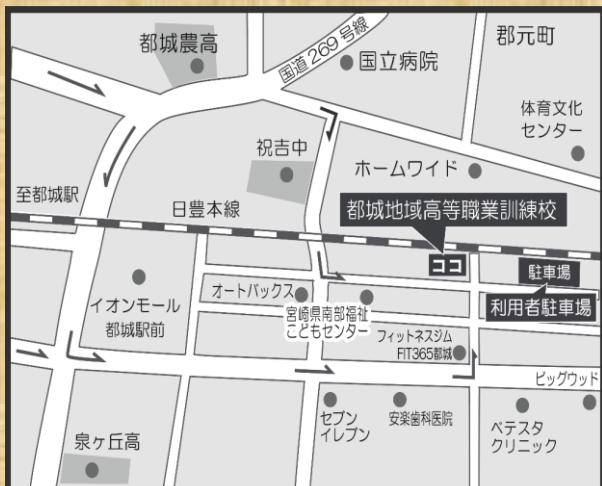 都城農高
国道269号線
国立病院
郡元町
体育文化
センター
祝吉中
ホームワイド
至都城駅
日豊本線
都城地域高等職業訓練校
ココ
駐車場
利用者駐車場
イオンモール
都城駅前
オートバックス
宮崎県南部福祉
こどもセンター
フィットネスジム
FIT365都城
ビッグウッド
セブン
イレブン
安楽歯科医院
ベテスタ
クリニック
泉ヶ丘高